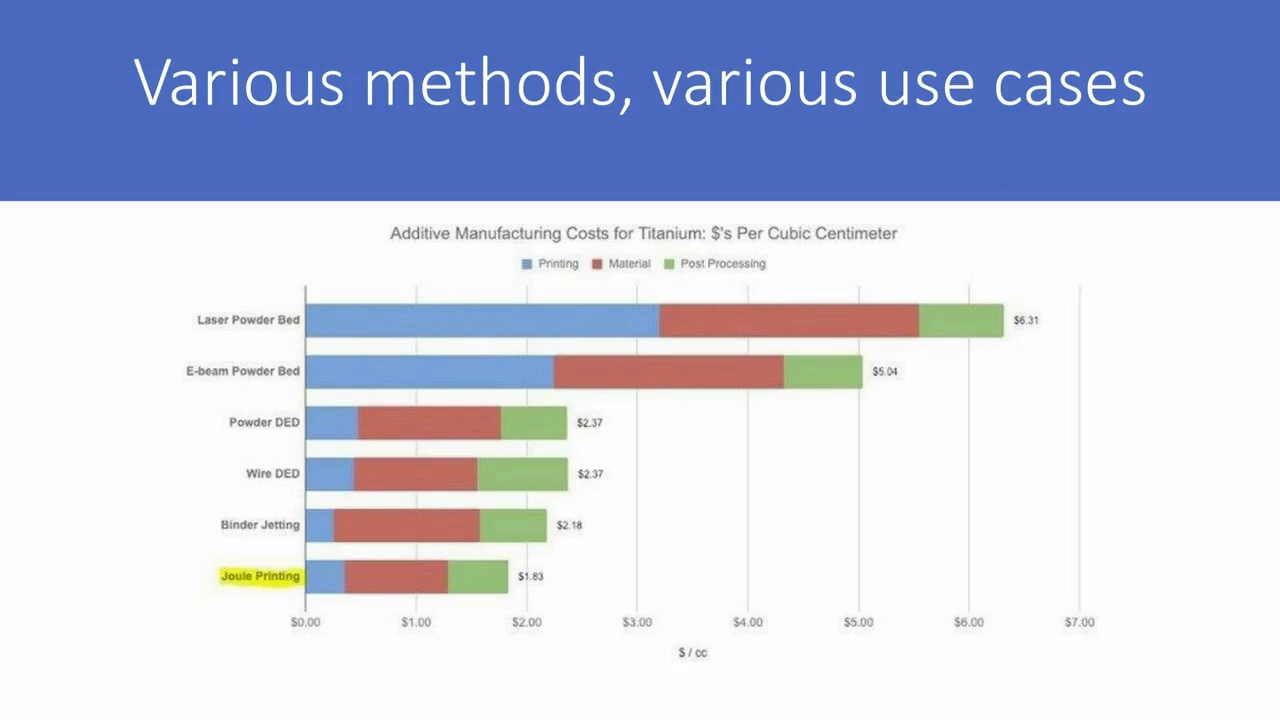 Various methods, various use cases
Additive Manufacturing Costs for Titanium: $'s Per Cubic Centimeter
Printing Material Post Processing
Laser Powder Bed $6.31
E-beam Powder Bed $5.04
Powder DED $2.37
Wire DED $2.37
Binder Jetting $2.18
Joule Printing $1.83
$0.00 $1.00 $2.00 $3.00 $4.00 $5.00 $6.00 $7.00
$ / cc